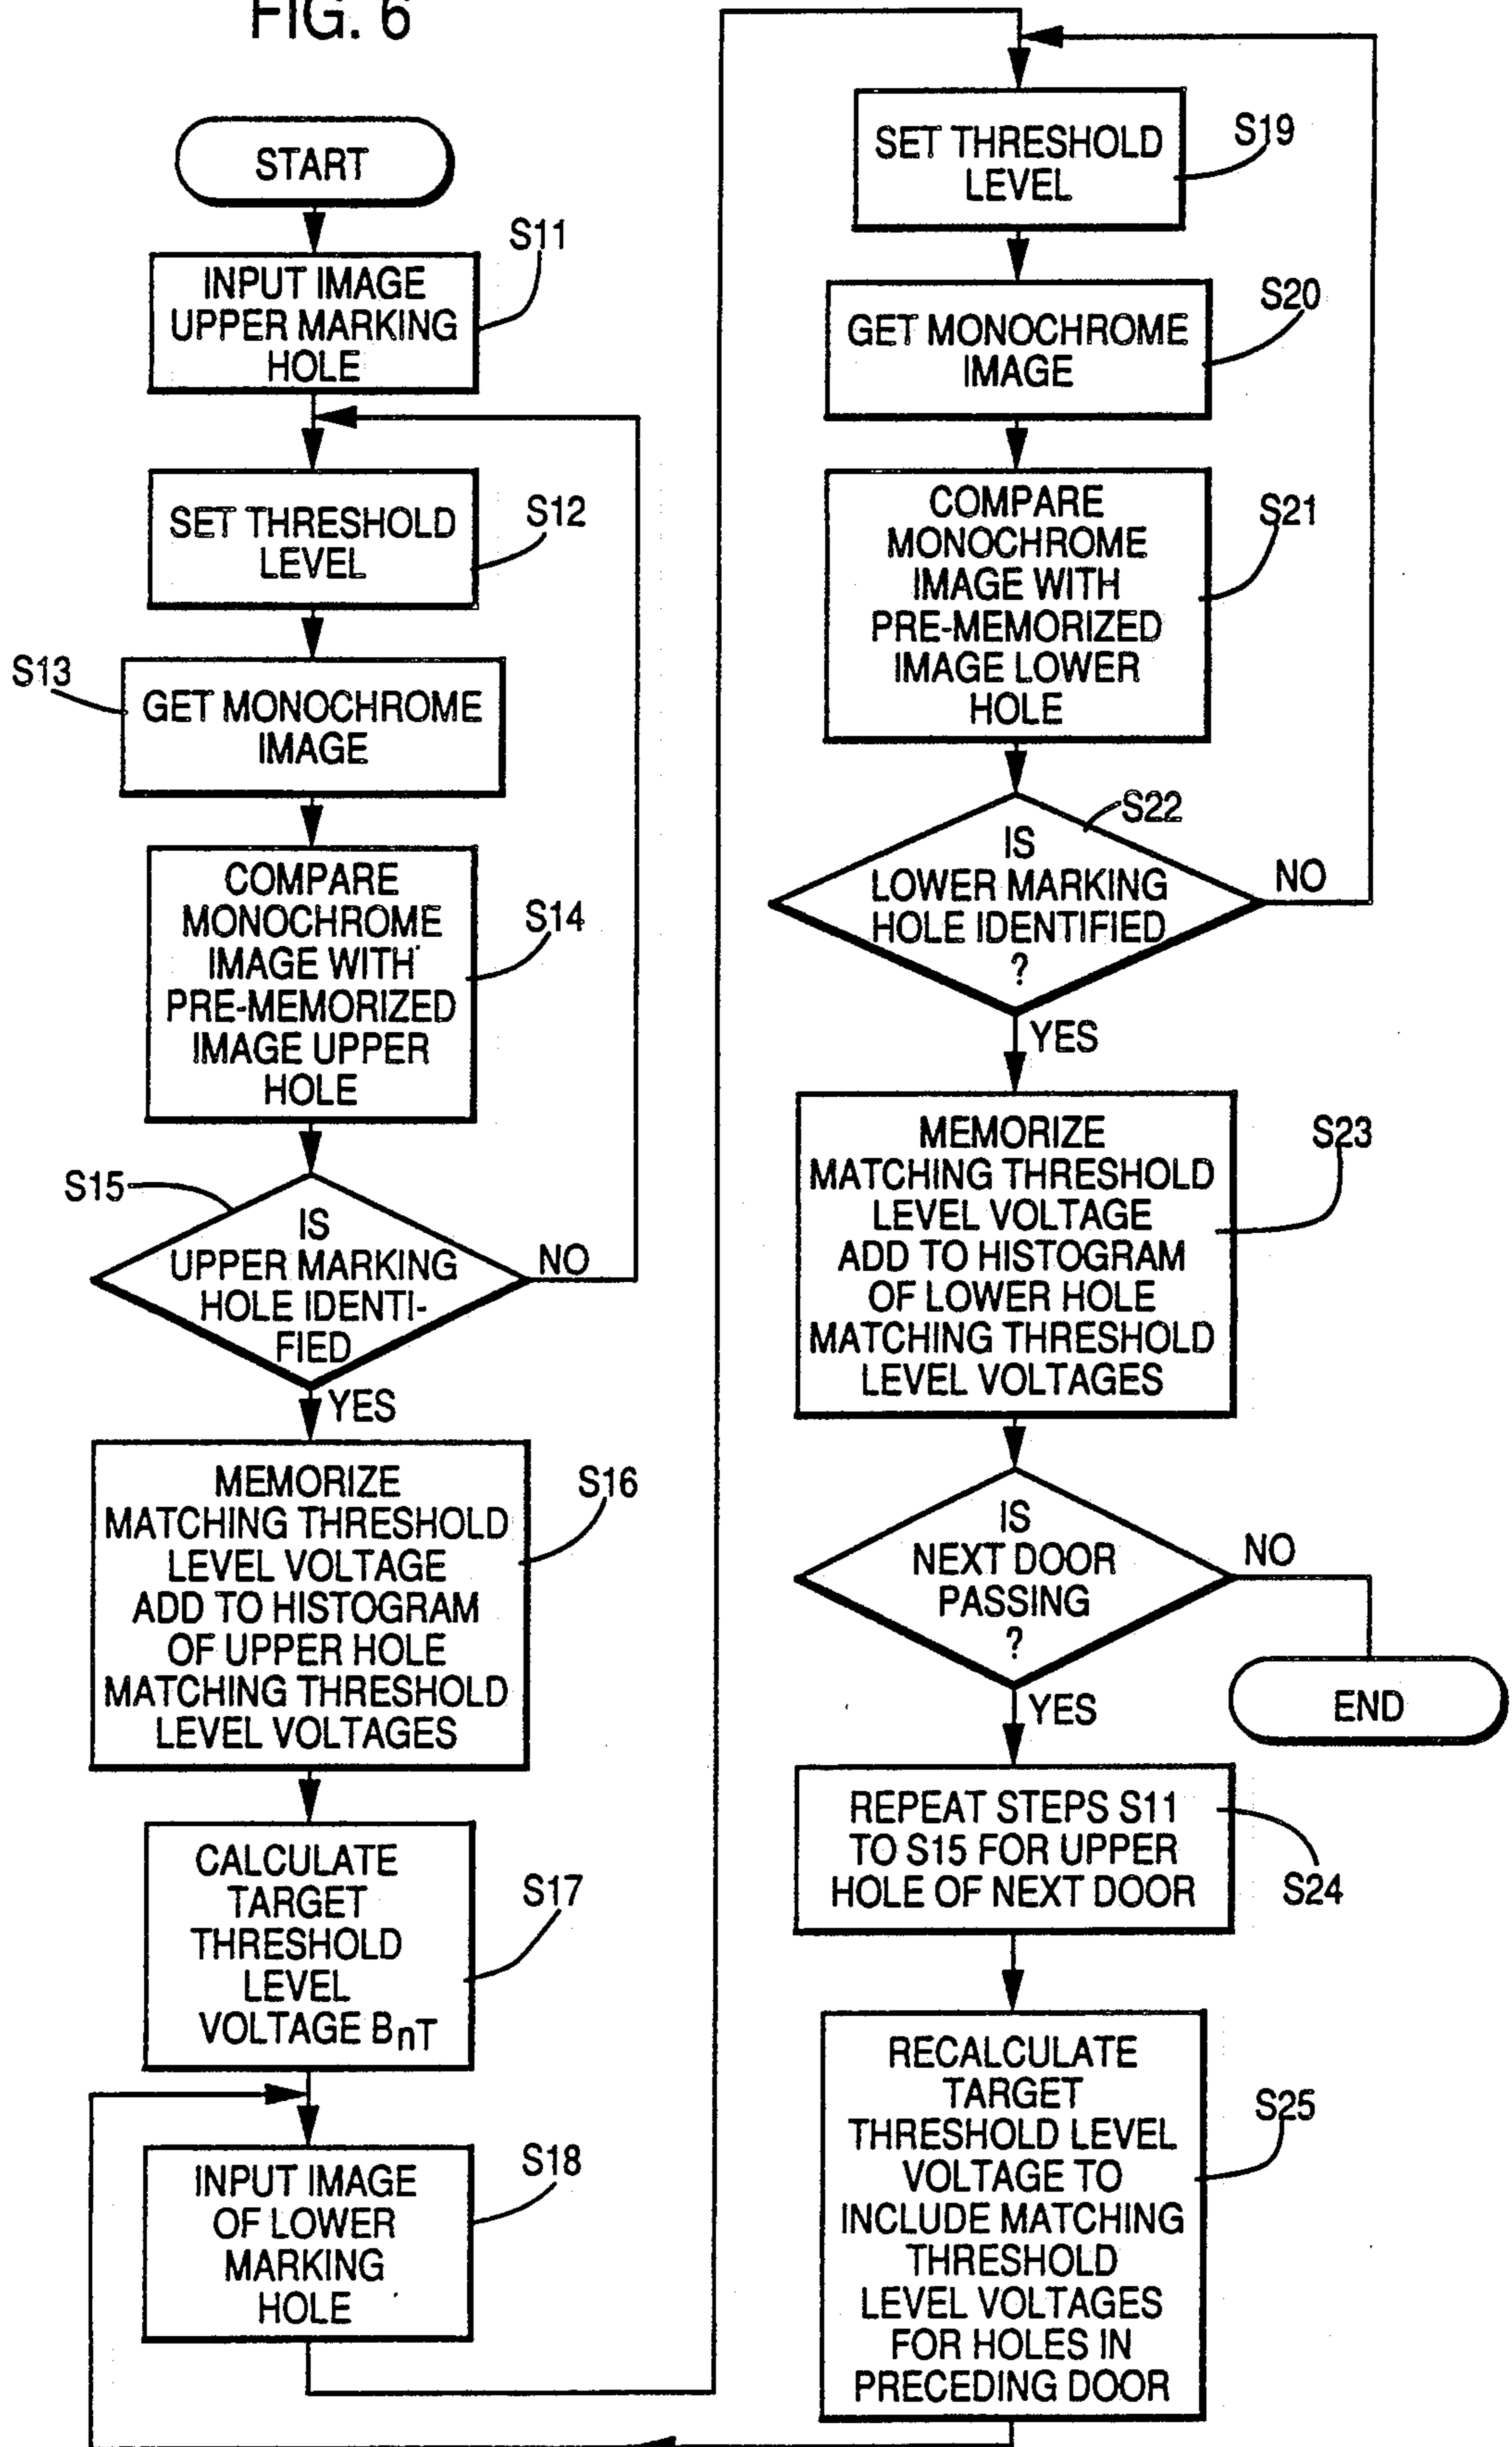 FIG. 6
START
S11
INPUT IMAGE
UPPER MARKING
HOLE
S12
SET THRESHOLD
LEVEL
S13
GET MONOCHROME
IMAGE
COMPARE
MONOCHROME
IMAGE WITH
PRE-MEMORIZED
IMAGE UPPER
HOLE
S14
S15
IS
UPPER MARKING
HOLE IDENTI-
FIED
NO
YES
MEMORIZE
MATCHING THRESHOLD
LEVEL VOLTAGE
ADD TO HISTOGRAM
OF UPPER HOLE
MATCHING THRESHOLD
LEVEL VOLTAGES
S16
CALCULATE
TARGET
THRESHOLD
LEVEL
VOLTAGE BnT
S17
INPUT IMAGE
OF LOWER
MARKING
HOLE
S18
SET THRESHOLD
LEVEL
S19
GET MONOCHROME
IMAGE
S20
COMPARE
MONOCHROME
IMAGE WITH
PRE-MEMORIZED
IMAGE LOWER
HOLE
S21
S22
IS
LOWER MARKING
HOLE IDENTIFIED
?
NO
YES
MEMORIZE
MATCHING THRESHOLD
LEVEL VOLTAGE
ADD TO HISTOGRAM
OF LOWER HOLE
MATCHING THRESHOLD
LEVEL VOLTAGES
S23
IS
NEXT DOOR
PASSING
?
NO
END
YES
REPEAT STEPS S11
TO S15 FOR UPPER
HOLE OF NEXT DOOR
S24
RECALCULATE
TARGET
THRESHOLD LEVEL
VOLTAGE TO
INCLUDE MATCHING
THRESHOLD
LEVEL VOLTAGES
FOR HOLES IN
PRECEDING DOOR
S25